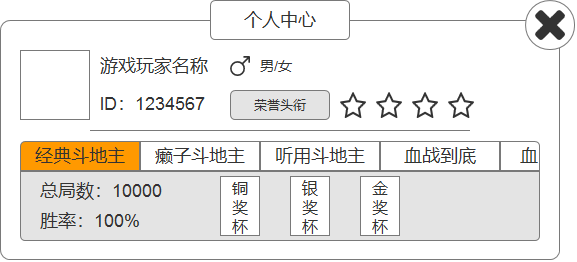 个人中心
游戏玩家名称 男/女
ID：1234567 荣誉头衔
经典斗地主 癞子斗地主 听用斗地主 血战到底 血
总局数：10000
胜率：100%
铜奖杯 银奖杯 金奖杯